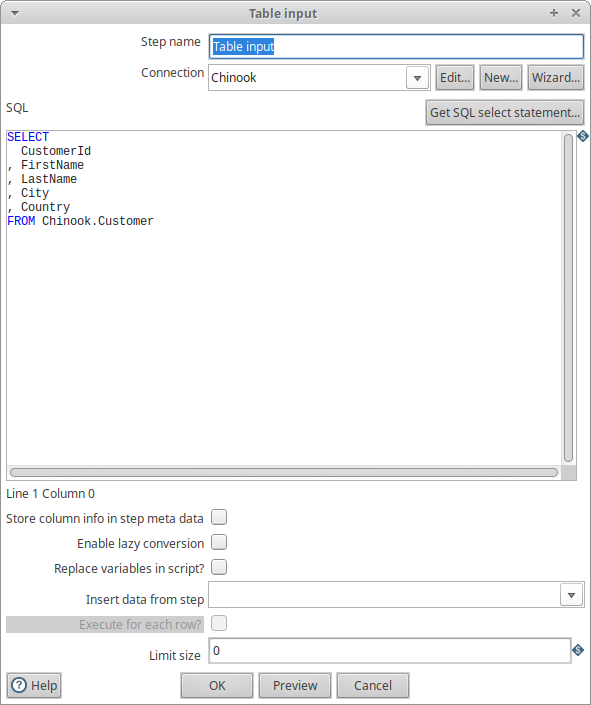 Table input
Step name Table input
Connection Chinook Edit... New... Wizard...
SQL Get SQL select statement...
SELECT
  CustomerId
, FirstName
, LastName
, City
, Country
FROM Chinook.Customer
Line 1 Column 0
Store column info in step meta data
Enable lazy conversion
Replace variables in script?
Insert data from step
Execute for each row?
Limit size 0
Help OK Preview Cancel